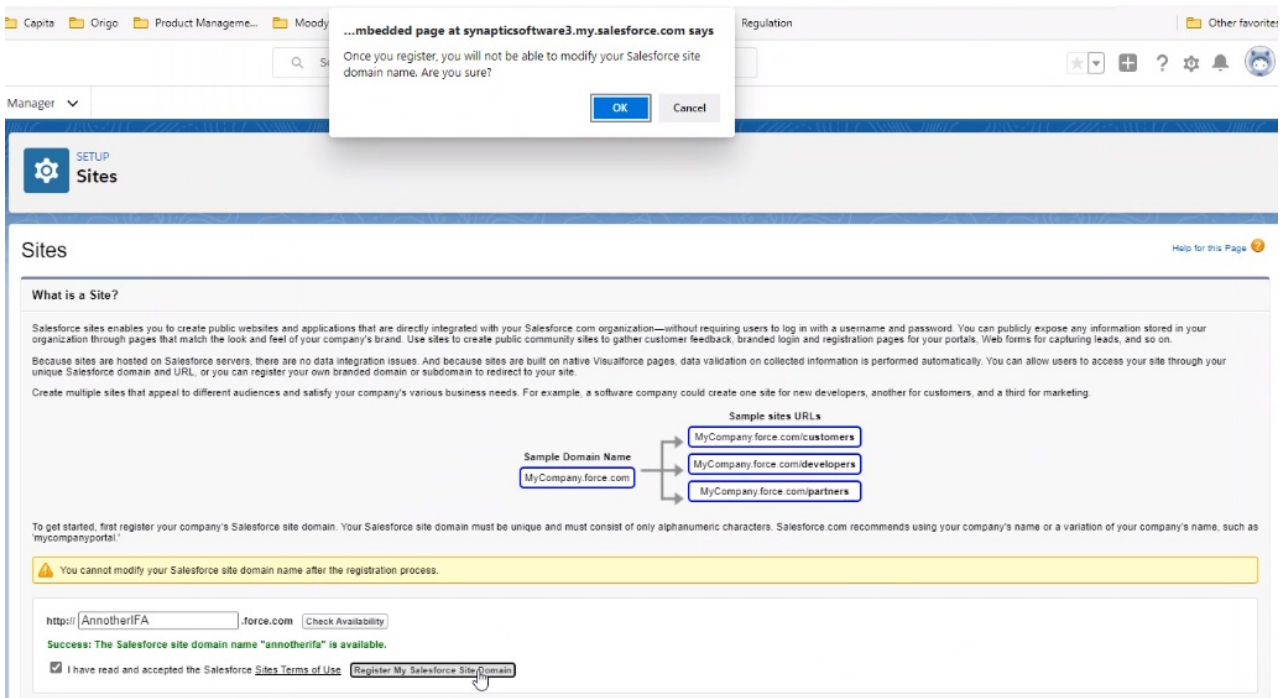 Capita
Origo
Product Manageme...
Moody
Regulation
Other favorites
...mbedded page at synapticsoftware3.my.salesforce.com says
Once you register, you will not be able to modify your Salesforce site
domain name. Are you sure?
OK
Cancel
Manager
SETUP
Sites
Sites
Help for this Page
What is a Site?
Salesforce sites enables you to create public websites and applications that are directly integrated with your Salesforce.com organization—without requiring users to log in with a username and password. You can publicly expose any information stored in your
organization through pages that match the look and feel of your company's brand. Use sites to create public community sites to gather customer feedback, branded login and registration pages for your portals, Web forms for capturing leads, and so on.
Because sites are hosted on Salesforce servers, there are no data integration issues. And because sites are built on native Visualforce pages, data validation on collected information is performed automatically. You can allow users to access your site through your
unique Salesforce domain and URL, or you can register your own branded domain or subdomain to redirect to your site.
Create multiple sites that appeal to different audiences and satisfy your company's various business needs. For example, a software company could create one site for new developers, another for customers, and a third for marketing.
Sample sites URLs
MyCompany.force.com/customers
Sample Domain Name
MyCompany.force.com
MyCompany.force.com/developers
MyCompany.force.com/partners
To get started, first register your company's Salesforce site domain. Your Salesforce site domain must be unique and must consist of only alphanumeric characters. Salesforce.com recommends using your company's name or a variation of your company's name, such as
'mycompanyportal.'
You cannot modify your Salesforce site domain name after the registration process.
http:// AnnotherIFA .force.com Check Availability
Success: The Salesforce site domain name "annotherifa" is available.
I have read and accepted the Salesforce Sites Terms of Use Register My Salesforce Site Domain